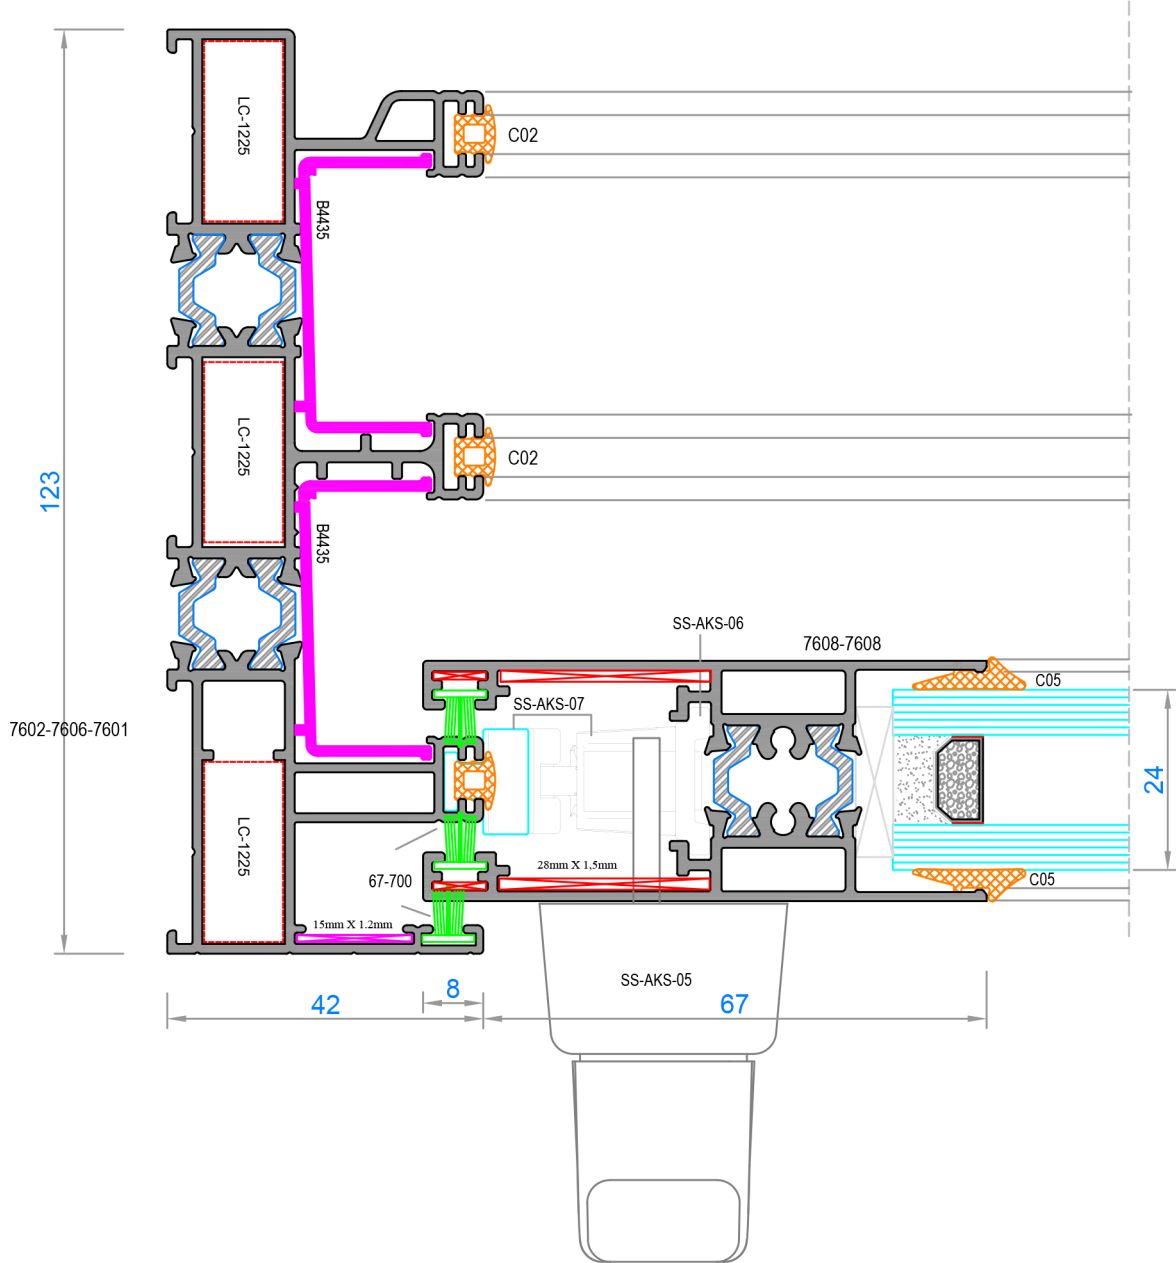 LC-1225
C02
B4435
LC-1225
C02
123
B4435
SS-AKS-06
7608-7608
C05
SS-AKS-07
7602-7606-7601
24
LC-1225
28mm X 1,5mm
67-700
C05
15mm X 1.2mm
SS-AKS-05
42
8
67